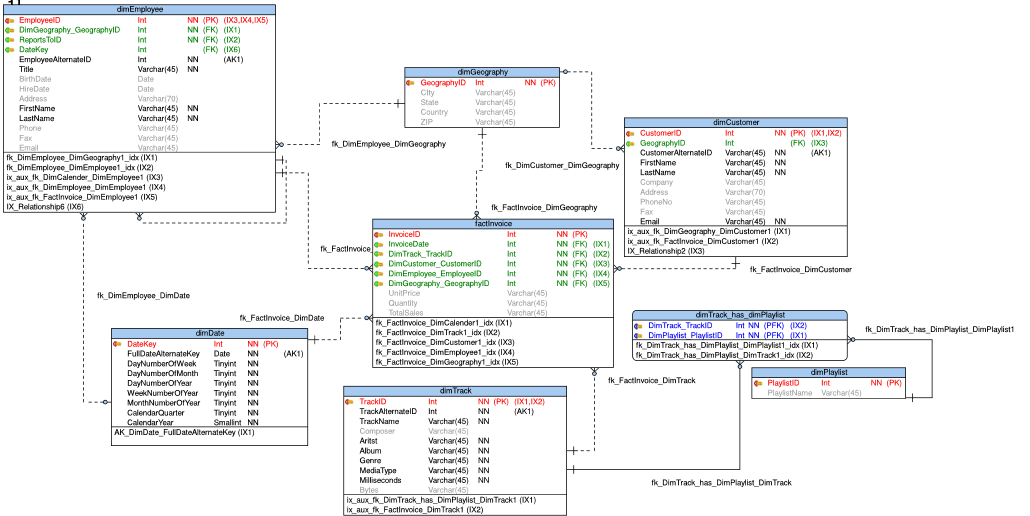 dimEmployee
EmployeeID Int NN (PK) (IX3,IX4,IX5)
DimGeography_GeographyID Int NN (FK) (IX1)
ReportsToID Int NN (FK) (IX2)
DateKey Int (FK) (IX6)
EmployeeAlternateID Int NN (AK1)
Title Varchar(45) NN
BirthDate Date
HireDate Date
Address Varchar(70)
FirstName Varchar(45) NN
LastName Varchar(45) NN
Phone Varchar(45)
Fax Varchar(45)
Email Varchar(45)
fk_DimEmployee_DimGeography1_idx (IX1)
fk_DimEmployee_DimEmployee1_idx (IX2)
ix_aux_fk_DimCalender_DimEmployee1 (IX3)
ix_aux_fk_DimEmployee_DimEmployee1 (IX4)
ix_aux_fk_FactInvoice_DimEmployee1 (IX5)
IX_Relationship6 (IX6)
dimGeography
GeographyID Int NN (PK)
City Varchar(45)
State Varchar(45)
Country Varchar(45)
ZIP Varchar(45)
fk_DimEmployee_DimGeography
fk_DimCustomer_DimGeography
dimCustomer
CustomerID Int NN (PK) (IX1,IX2)
GeographyID Int (FK) (IX3)
CustomerAlternateID Varchar(45) NN (AK1)
FirstName Varchar(45) NN
LastName Varchar(45) NN
Company Varchar(45)
Address Varchar(70)
PhoneNo Varchar(45)
Fax Varchar(45)
Email Varchar(45) NN
ix_aux_fk_DimGeography_DimCustomer1 (IX1)
ix_aux_fk_FactInvoice_DimCustomer1 (IX2)
IX_Relationship2 (IX3)
fk_FactInvoice_DimGeography
fk_FactInvoice
factInvoice
InvoiceID Int NN (PK)
InvoiceDate Int NN (FK) (IX1)
DimTrack_TrackID Int NN (FK) (IX2)
DimCustomer_CustomerID Int NN (FK) (IX3)
DimEmployee_EmployeeID Int NN (FK) (IX4)
DimGeography_GeographyID Int NN (FK) (IX5)
UnitPrice Varchar(45)
Quantity Varchar(45)
TotalSales Varchar(45)
fk_FactInvoice_DimCalender1_idx (IX1)
fk_FactInvoice_DimTrack1_idx (IX2)
fk_FactInvoice_DimCustomer1_idx (IX3)
fk_FactInvoice_DimEmployee1_idx (IX4)
fk_FactInvoice_DimGeography1_idx (IX5)
fk_FactInvoice_DimCustomer
fk_DimEmployee_DimDate
fk_FactInvoice_DimDate
dimDate
DateKey Int NN (PK)
FullDateAlternateKey Date NN (AK1)
DayNumberOfWeek Tinyint NN
DayNumberOfMonth Tinyint NN
DayNumberOfYear Tinyint NN
WeekNumberOfYear Tinyint NN
MonthNumberOfYear Tinyint NN
CalendarQuarter Tinyint NN
CalendarYear Smallint NN
AK_DimDate_FullDateAlternateKey (IX1)
dimTrack_has_dimPlaylist
DimTrack_TrackID Int NN (PFK) (IX2)
DimPlaylist_PlaylistID Int NN (PFK) (IX1)
fk_DimTrack_has_DimPlaylist_DimPlaylist1_idx (IX1)
fk_DimTrack_has_DimPlaylist_DimTrack1_idx (IX2)
fk_DimTrack_has_DimPlaylist_DimPlaylist1
dimPlaylist
PlaylistID Int NN (PK)
PlaylistName Varchar(45)
fk_FactInvoice_DimTrack
dimTrack
TrackID Int NN (PK) (IX1,IX2)
TrackAlternateID Int NN (AK1)
TrackName Varchar(45) NN
Composer Varchar(45)
Aritst Varchar(45) NN
Album Varchar(45) NN
Genre Varchar(45) NN
MediaType Varchar(45) NN
Milliseconds Varchar(45) NN
Bytes Varchar(45)
ix_aux_fk_DimTrack_has_DimPlaylist_DimTrack1 (IX1)
ix_aux_fk_FactInvoice_DimTrack1 (IX2)
fk_DimTrack_has_DimPlaylist_DimTrack